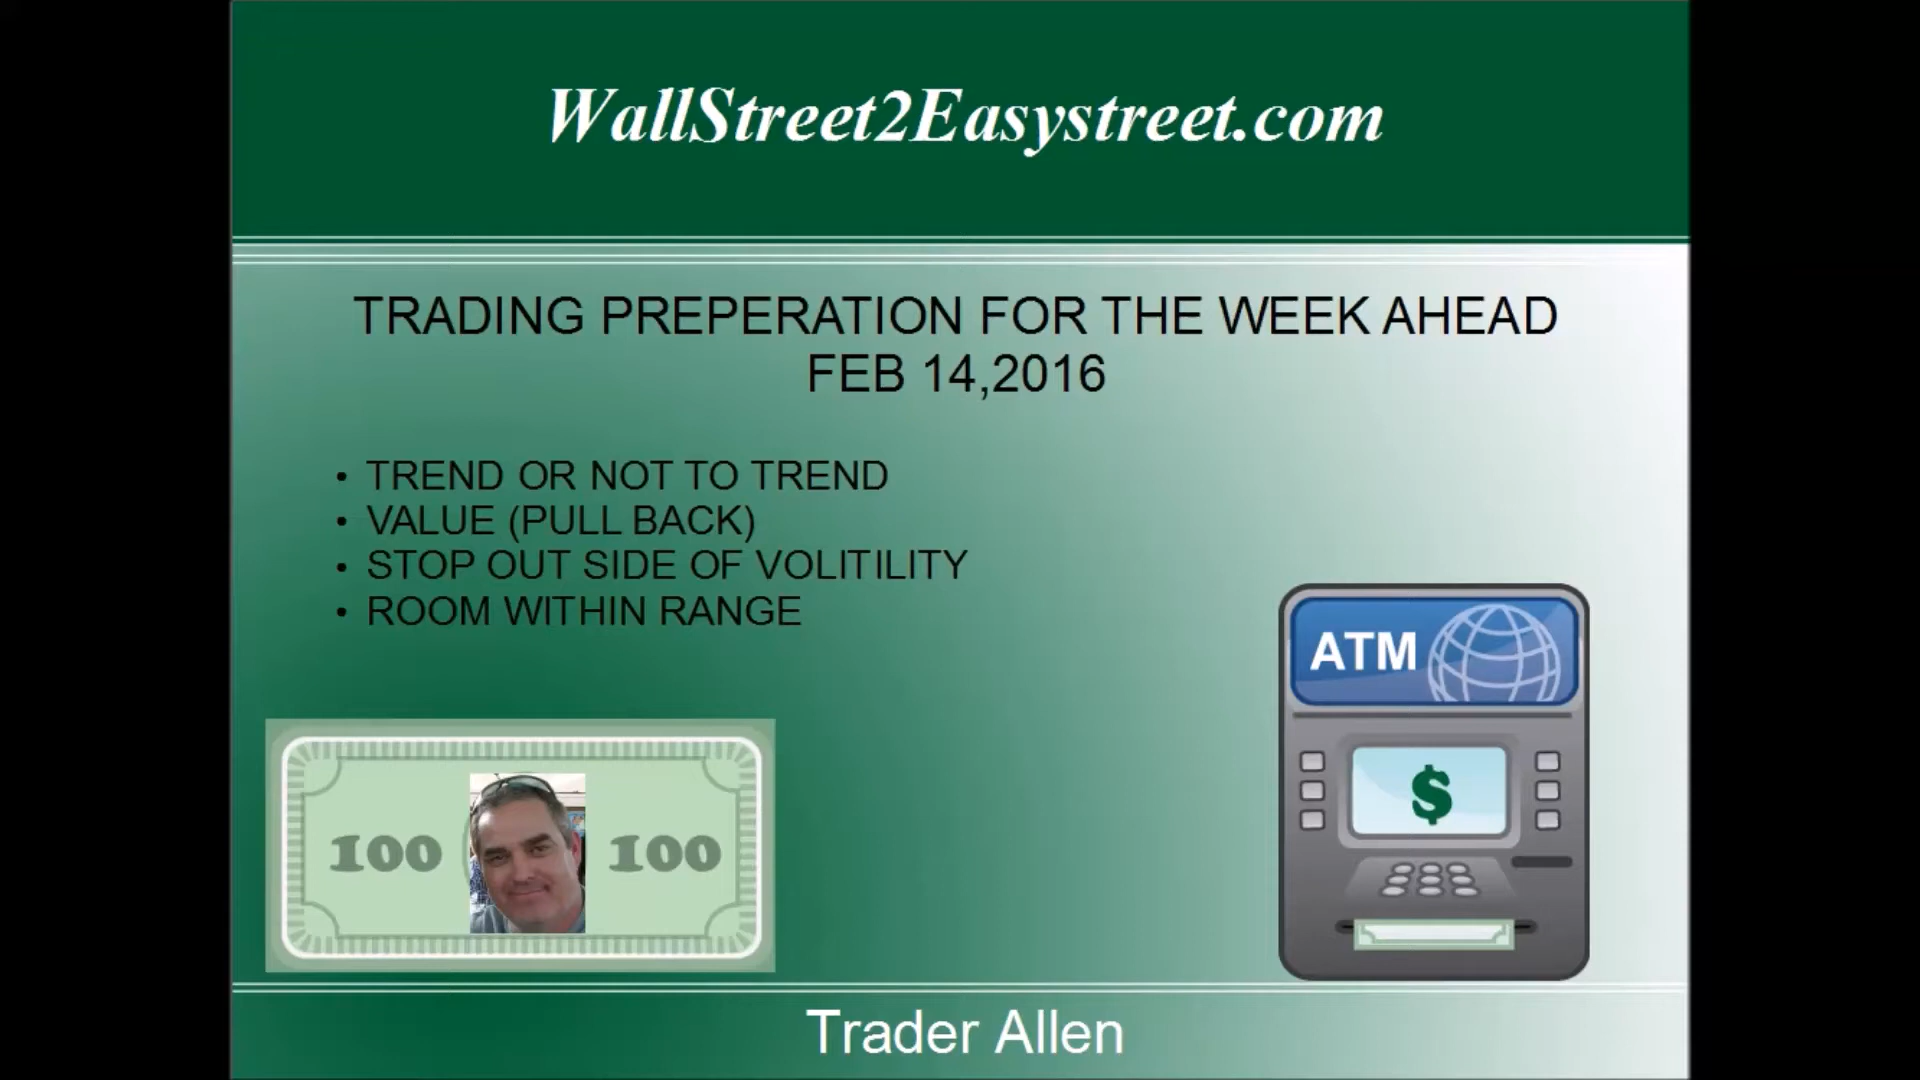 WallStreet2Easystreet.com
TRADING PREPERATION FOR THE WEEK AHEAD
FEB 14,2016
• TREND OR NOT TO TREND
• VALUE (PULL BACK)
• STOP OUT SIDE OF VOLITILITY
• ROOM WITHIN RANGE
ATM
$
100 100
Trader Allen